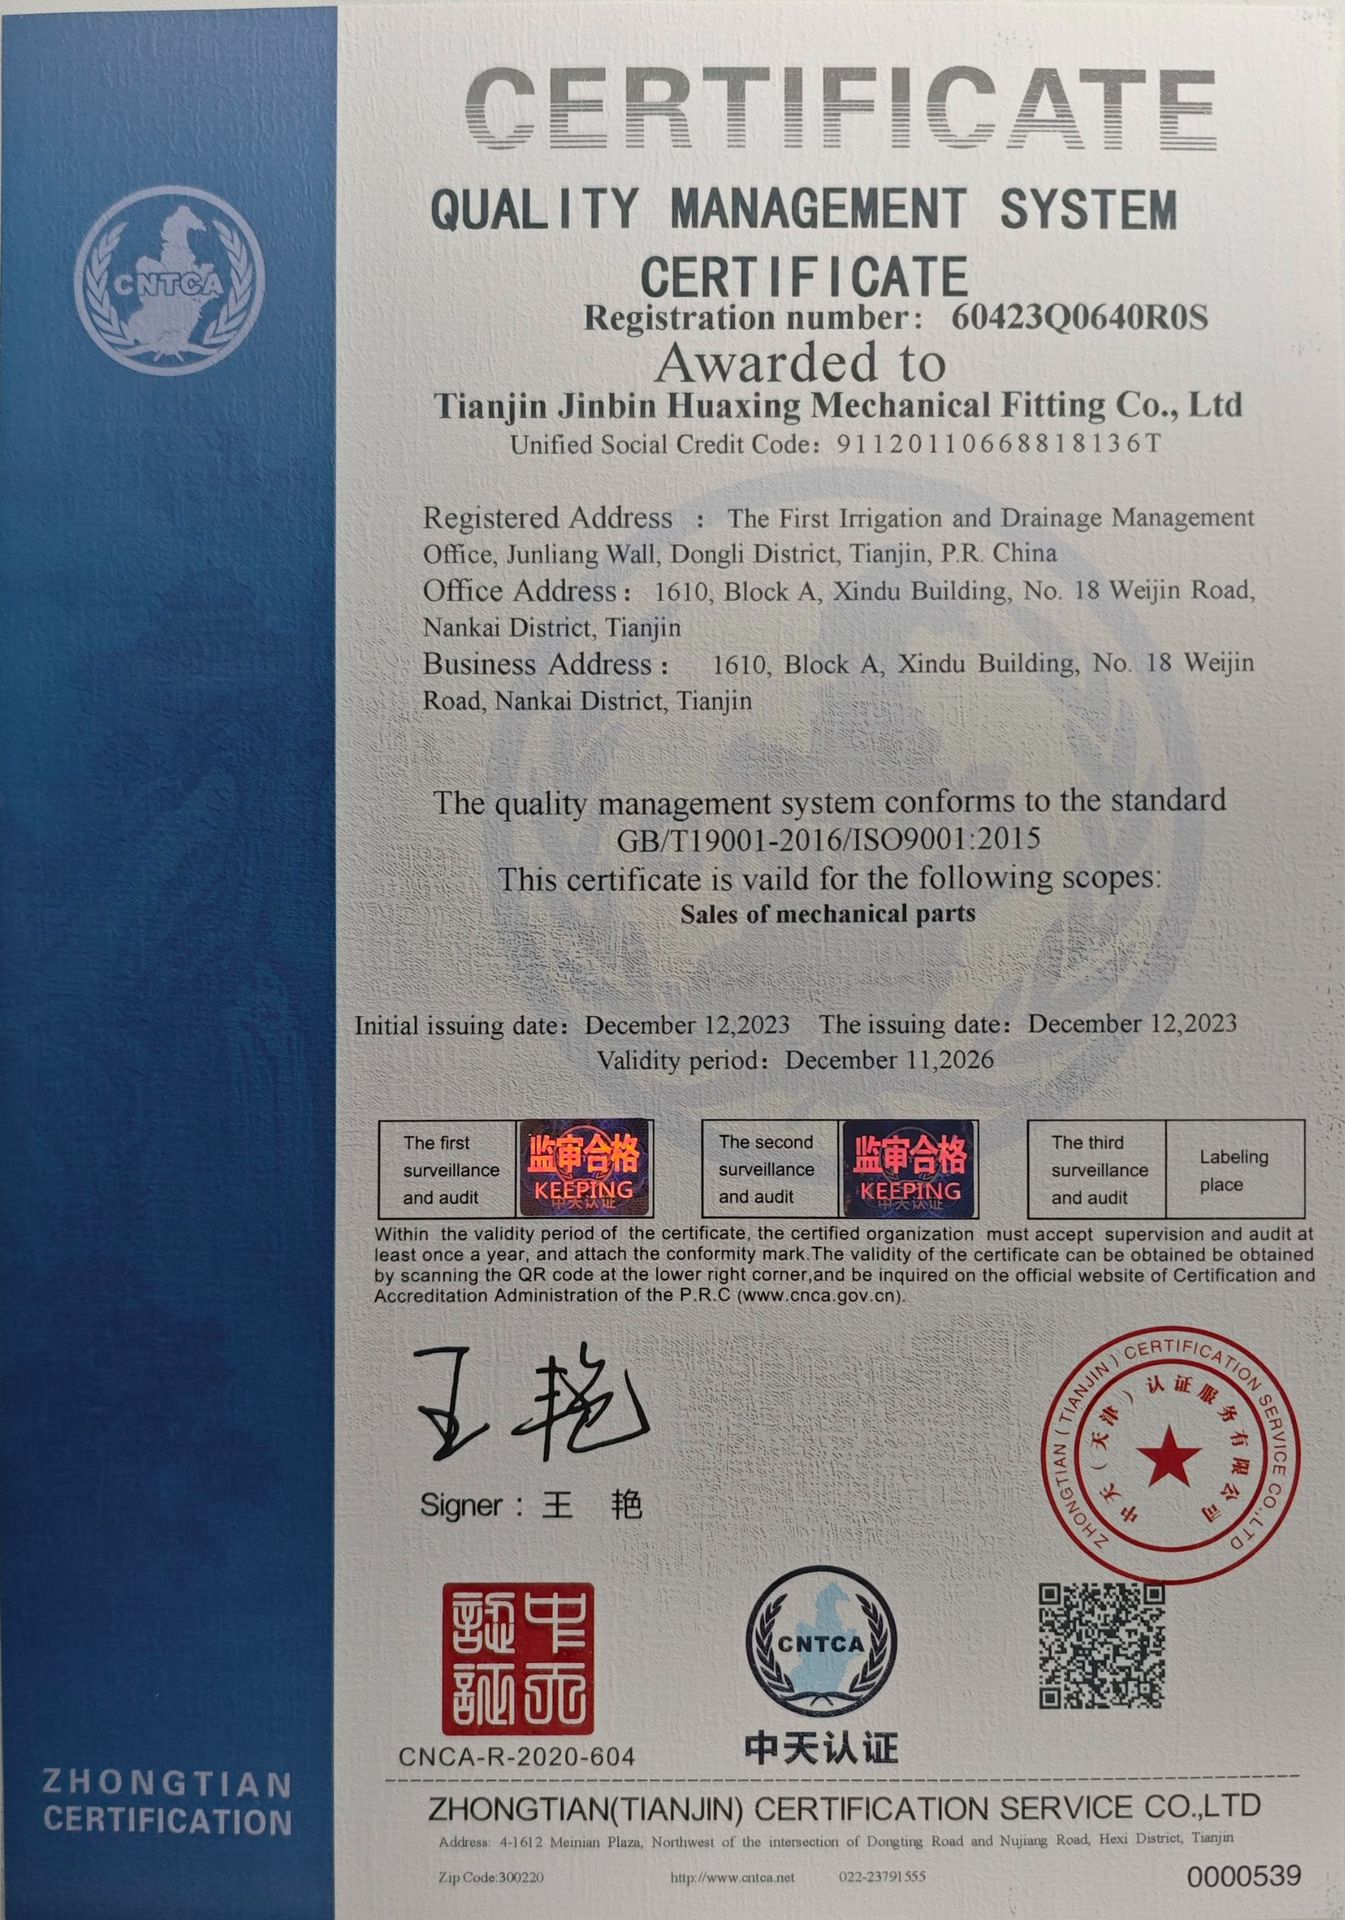 CERTIFICATE
QUALITY MANAGEMENT SYSTEM
CERTIFICATE
Registration number: 60423Q0640R0S
Awarded to
Tianjin Jinbin Huaxing Mechanical Fitting Co., Ltd
Unified Social Credit Code: 91120110668818136T
Registered Address : The First Irrigation and Drainage Management
Office, Junliang Wall, Dongli District, Tianjin, P.R. China
Office Address: 1610, Block A, Xindu Building, No. 18 Weijin Road,
Nankai District, Tianjin
Business Address: 1610, Block A, Xindu Building, No. 18 Weijin
Road, Nankai District, Tianjin
The quality management system conforms to the standard
GB/T19001-2016/ISO9001:2015
This certificate is vaild for the following scopes:
Sales of mechanical parts
Initial issuing date: December 12,2023 The issuing date: December 12,2023
Validity period: December 11,2026
The first
surveillance
and audit
监审合格
KEEPING
中天认证
The second
surveillance
and audit
监审合格
KEEPING
中天认证
The third
surveillance
and audit
Labeling
place
Within the validity period of the certificate, the certified organization must accept supervision and audit at
least once a year, and attach the conformity mark.The validity of the certificate can be obtained be obtained
by scanning the QR code at the lower right corner,and be inquired on the official website of Certification and
Accreditation Administration of the P.R.C (www.cnca.gov.cn).
王艳
Signer : 王 艳
ZHONGTIAN (TIANJIN) CERTIFICATION SERVICE CO.,LTD
中天(天津)认证服务有限公司
中天認証
CNCA-R-2020-604
CNTCA
中天认证
ZHONGTIAN(TIANJIN) CERTIFICATION SERVICE CO.,LTD
Address: 4-1612 Meinian Plaza, Northwest of the intersection of Dongting Road and Nujiang Road, Hexi District, Tianjin
Zip Code:300220 http://www.cntca.net 022-23791555
0000539
CNTCA
ZHONGTIAN
CERTIFICATION